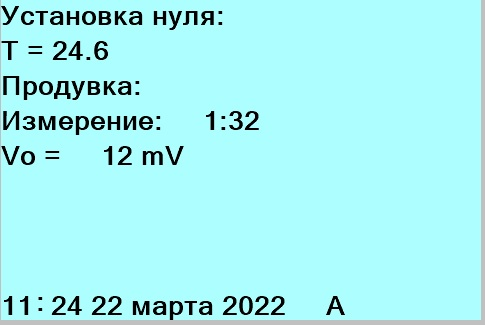 Установка нуля:
T = 24.6
Продувка:
Измерение: 1:32
Vo = 12 mV
11:24 22 марта 2022 A